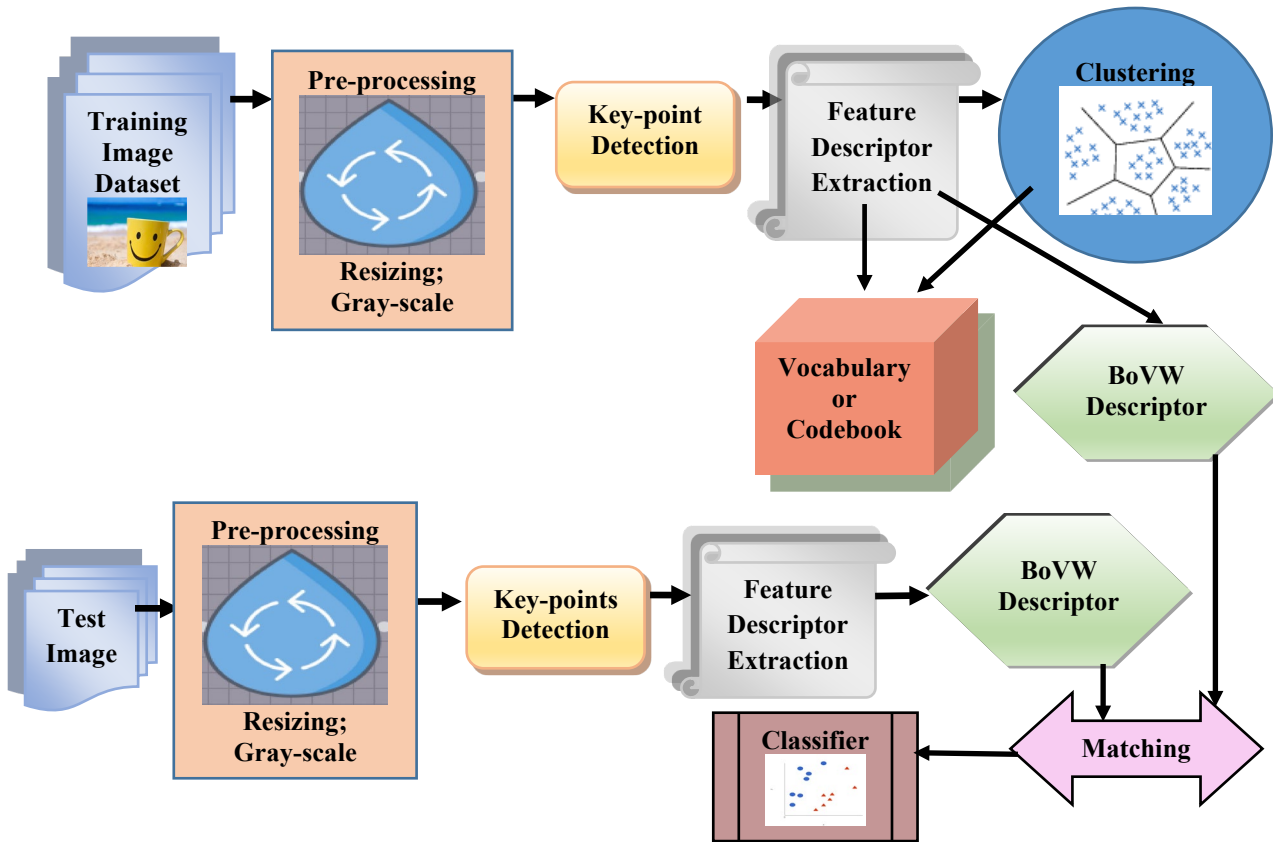 Training
Image
Dataset
Pre-processing
Resizing;
Gray-scale
Key-point
Detection
Feature
Descriptor
Extraction
Clustering
Vocabulary
or
Codebook
BoVW
Descriptor
Test
Image
Pre-processing
Resizing;
Gray-scale
Key-points
Detection
Feature
Descriptor
Extraction
BoVW
Descriptor
Matching
Classifier